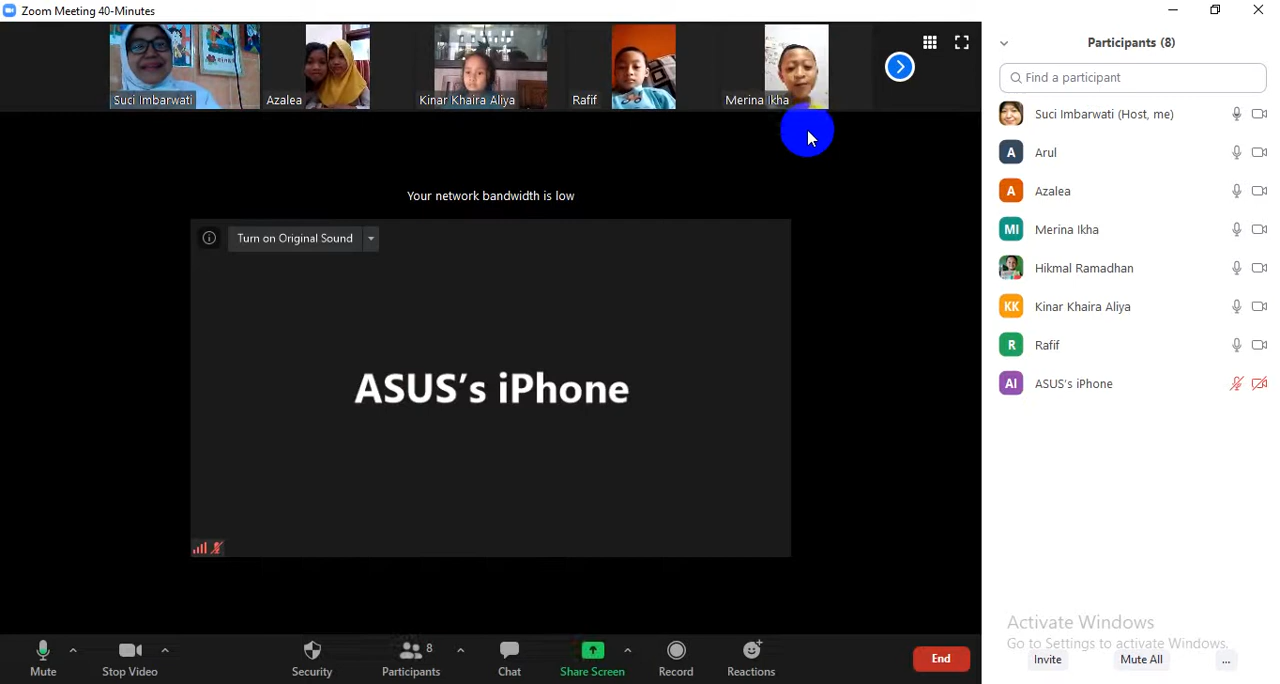 Zoom Meeting 40-Minutes
Suci Imbarwati
Azalea
Kinar Khaira Aliya
Rafif
Merina Ikha
Your network bandwidth is low
Turn on Original Sound
ASUS's iPhone
Mute
Stop Video
Security
Participants
8
Chat
Share Screen
Record
Reactions
End
Participants (8)
Find a participant
Suci Imbarwati (Host, me)
A Arul
A Azalea
MI Merina Ikha
Hikmal Ramadhan
KK Kinar Khaira Aliya
R Rafif
AI ASUS's iPhone
Activate Windows
Go to Settings to activate Windows.
Invite
Mute All
...